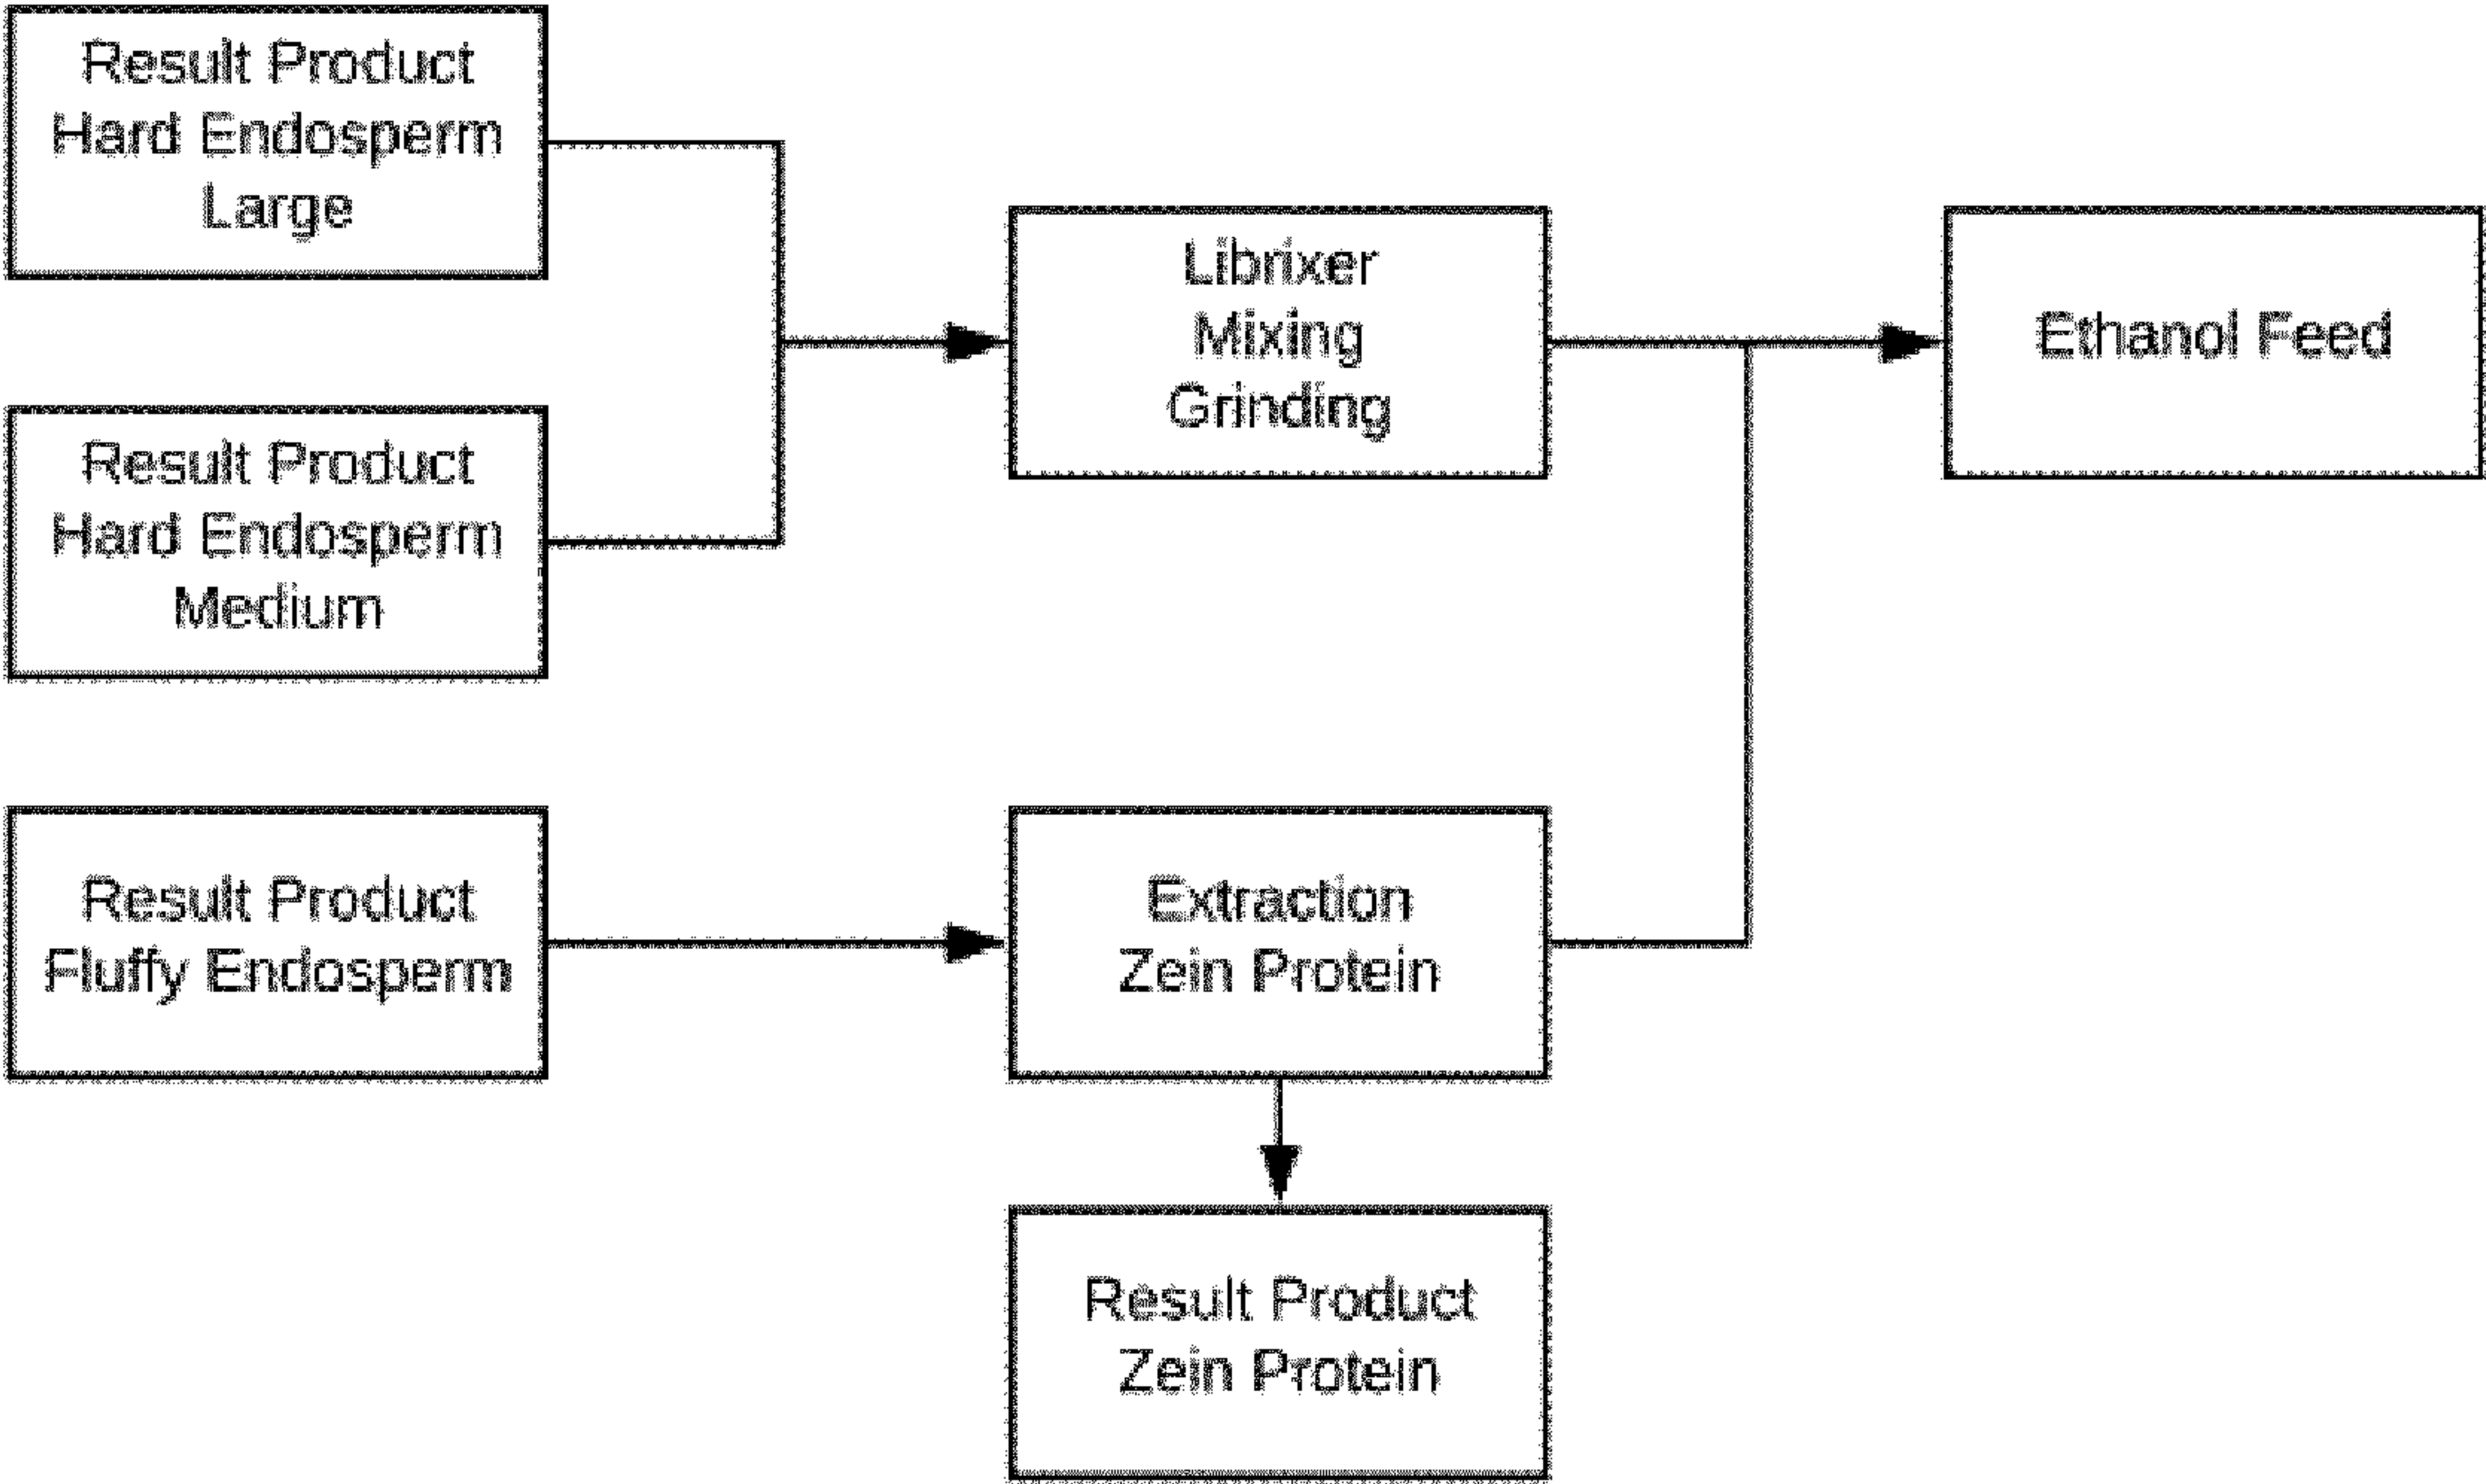 Result Product
Hard Endosperm
Large
Result Product
Hard Endosperm
Medium
Librixer
Mixing
Grinding
Ethanol Feed
Result Product
Fluffy Endosperm
Extraction
Zein Protein
Result Product
Zein Protein